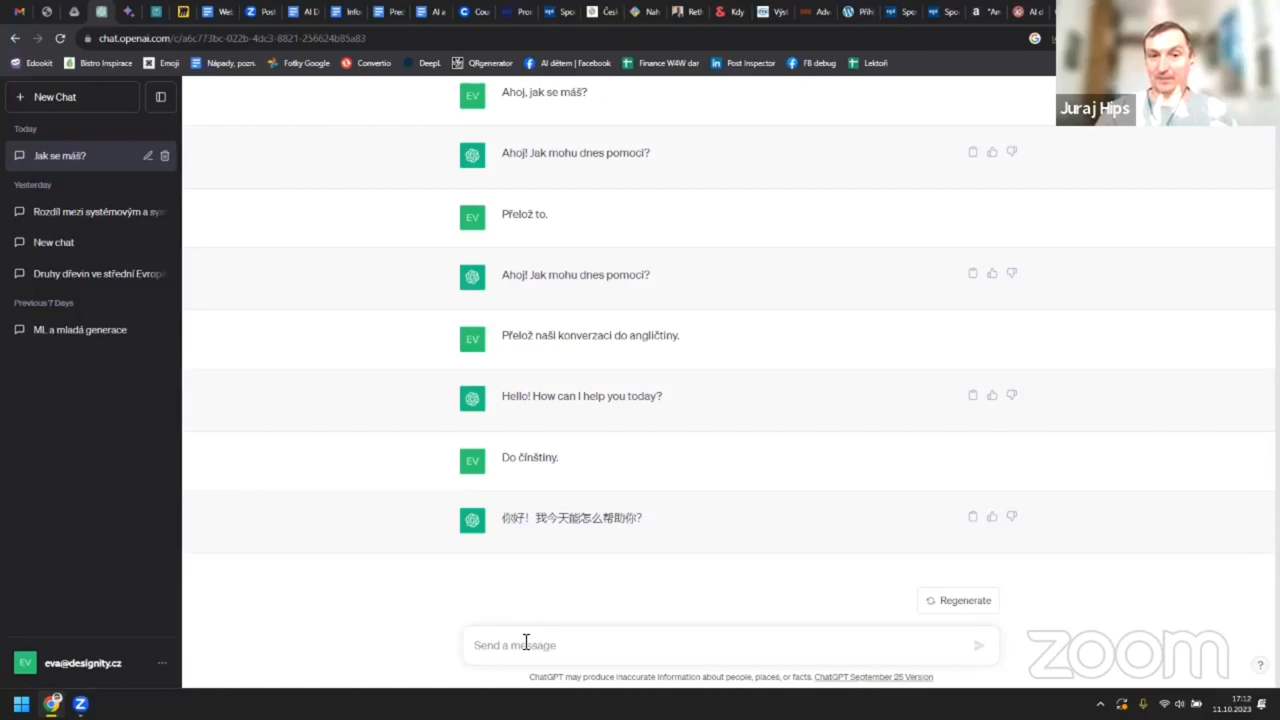 chat.openai.com/c/a6c773bc-022b-4dc3-8821-256624b85a83
Edookit
Bistro Inspirace
Emoji
Nápady, pozn.
Fotky Google
Convertio
DeepL
QRgenerator
AI dětem | Facebook
Finance W4W dar
Post Inspector
FB debug
Lektoři
Juraj Hips
New Chat
Today
Jak se máš?
Yesterday
Rozdíl mezi systémovým a sys
New chat
Druhy dřevin ve střední Evrop
Previous 7 Days
ML a mladá generace
EV
Ahoj, jak se máš?
Ahoj! Jak mohu dnes pomoci?
EV
Přelož to.
Ahoj! Jak mohu dnes pomoci?
EV
Přelož naši konverzaci do angličtiny.
Hello! How can I help you today?
EV
Do čínštiny.
你好！我今天能怎么帮助你？
Regenerate
Send a message
ChatGPT may produce inaccurate information about people, places, or facts. ChatGPT September 25 Version
EV
eva@designity.cz
zoom
?
17:12
11.10.2023